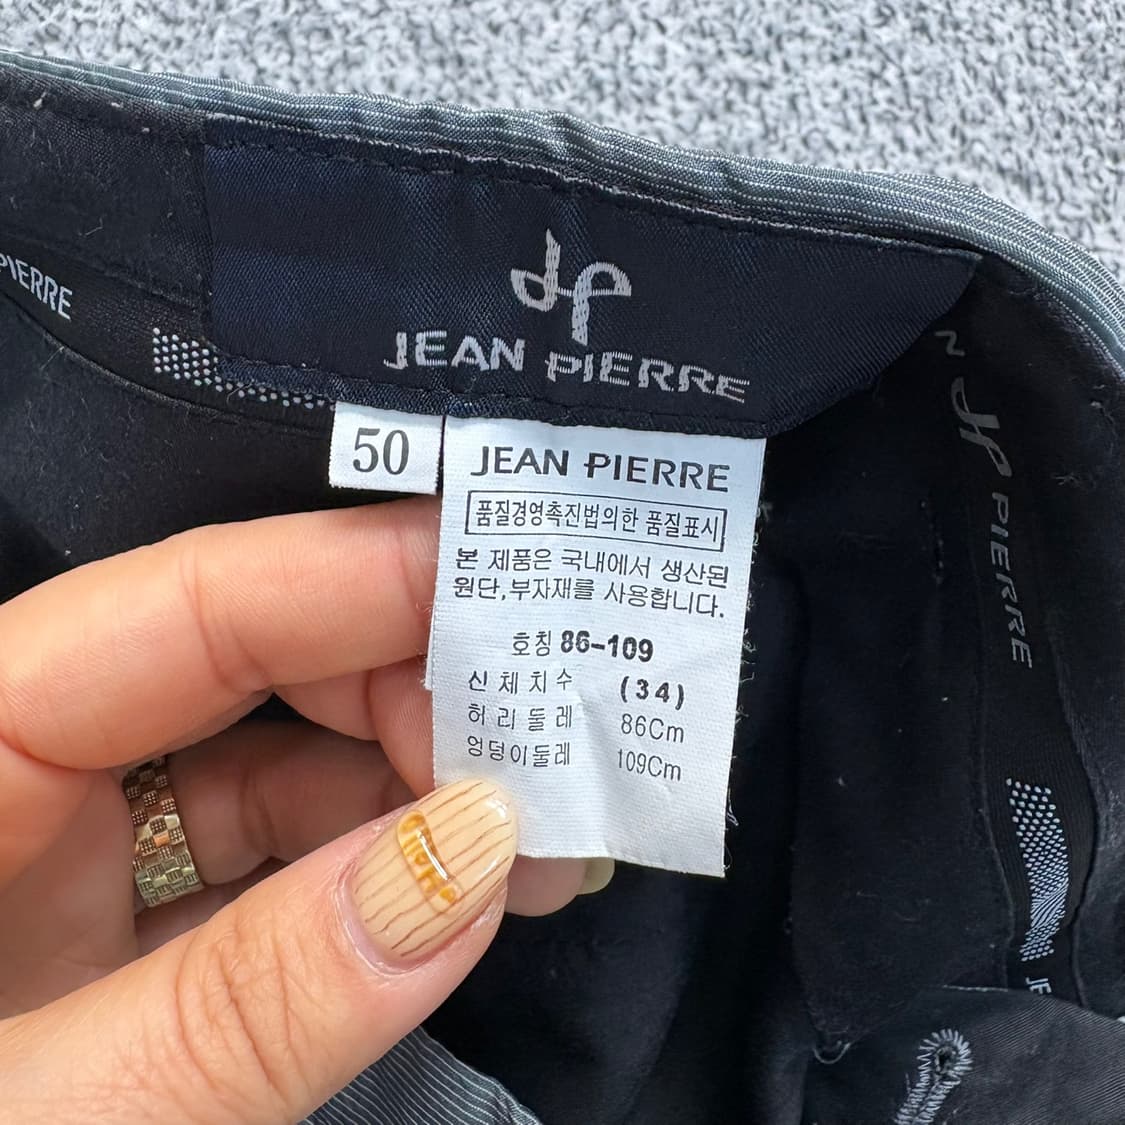 PIERRE
JP
JEAN PIERRE
50
JEAN PIERRE
품질경영촉진법의한 품질표시
본 제품은 국내에서 생산된
원단,부자재를 사용합니다.
호칭 86-109
신체치수 (34)
허리둘레 86Cm
엉덩이둘레 109Cm
N JP PIERRE
JE